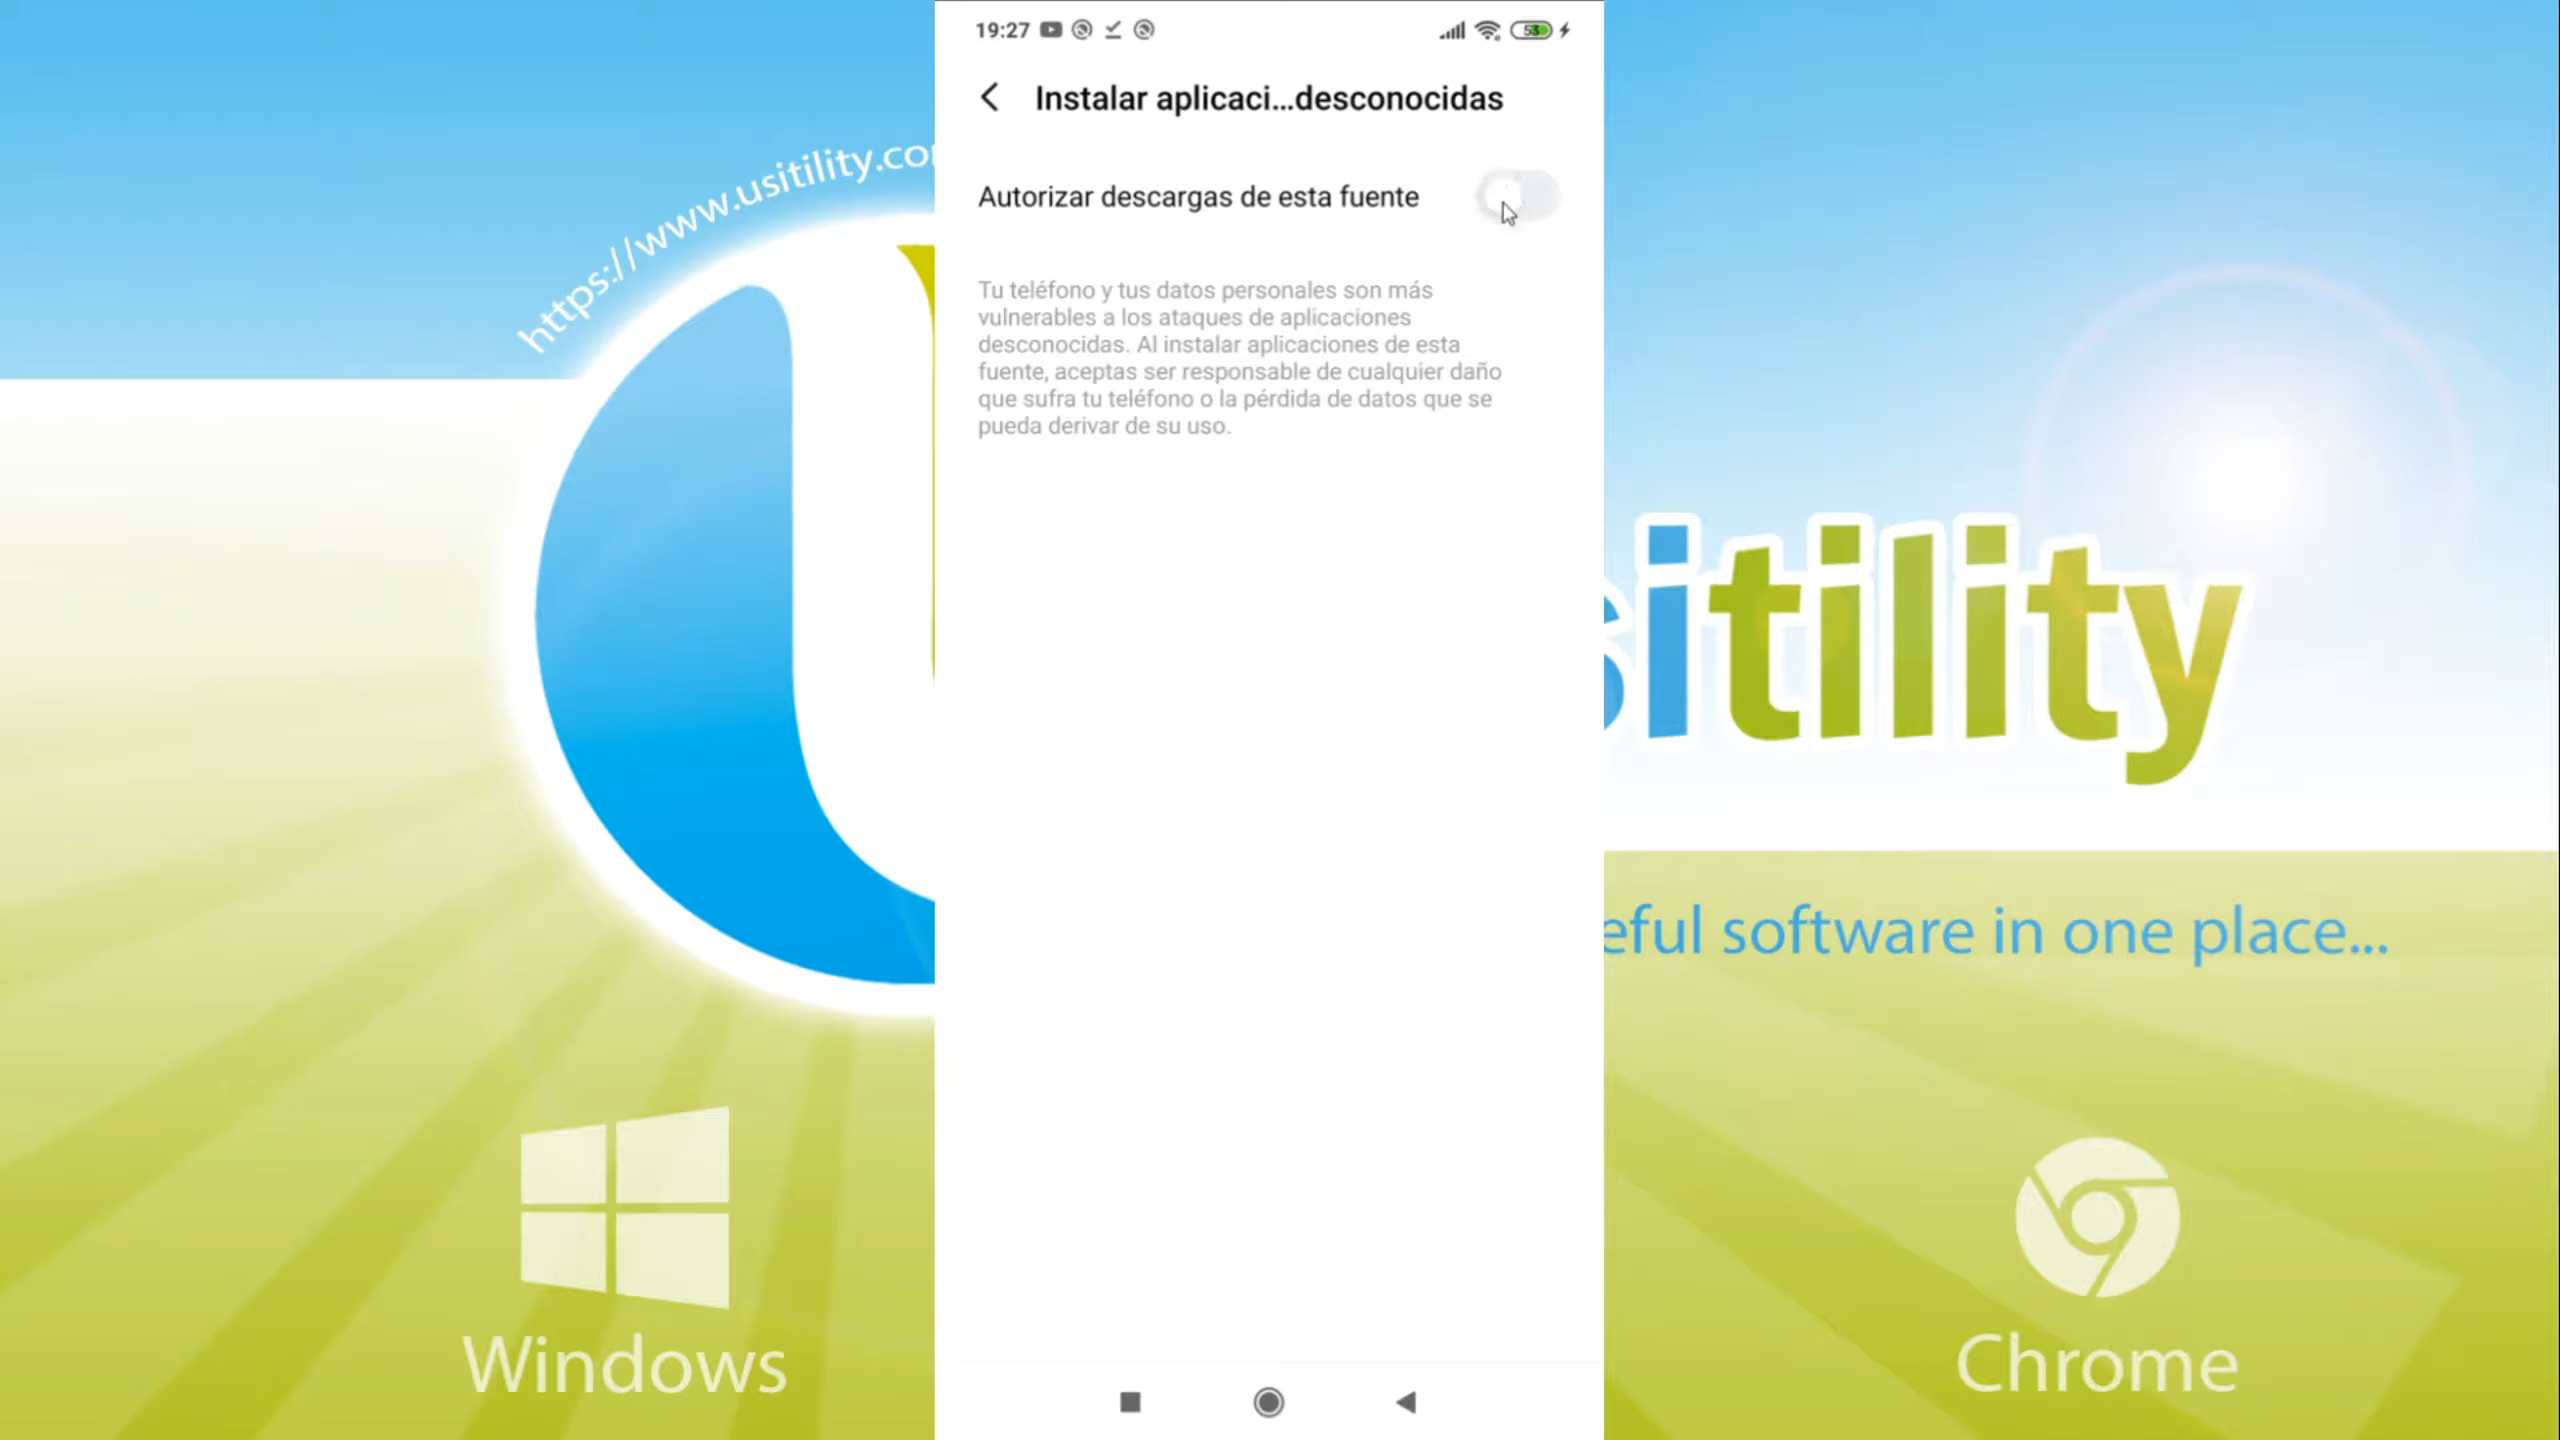 19:27
53
Instalar aplicaci...desconocidas
Autorizar descargas de esta fuente
Tu teléfono y tus datos personales son más
vulnerables a los ataques de aplicaciones
desconocidas. Al instalar aplicaciones de esta
fuente, aceptas ser responsable de cualquier daño
que sufra tu teléfono o la pérdida de datos que se
pueda derivar de su uso.
https://www.usitility.co
sitility
eful software in one place...
Windows
Chrome